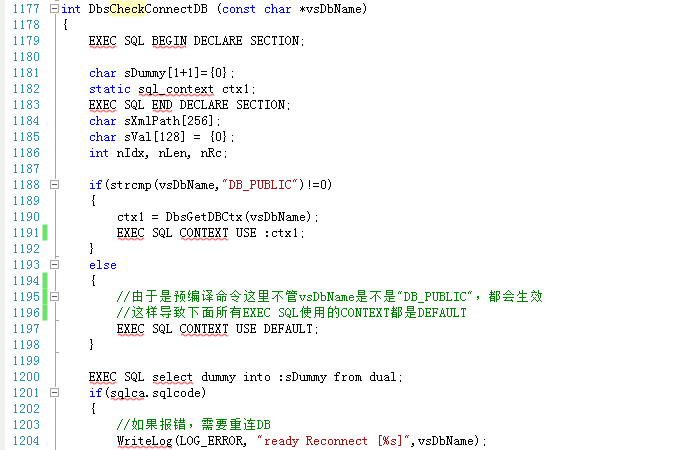 1177 int DbsCheckConnectDB (const char *vsDbName)
1178 {
1179 EXEC SQL BEGIN DECLARE SECTION;
1180
1181 char sDummy[1+1]={0};
1182 static sql_context ctx1;
1183 EXEC SQL END DECLARE SECTION;
1184 char sXmlPath[256];
1185 char sVal[128] = {0};
1186 int nIdx, nLen, nRc;
1187
1188 if(strcmp(vsDbName,"DB_PUBLIC")!=0)
1189 {
1190 ctx1 = DbsGetDBCtx(vsDbName);
1191 EXEC SQL CONTEXT USE :ctx1;
1192 }
1193 else
1194 {
1195 //由于是预编译命令这里不管vsDbName是不是"DB_PUBLIC", 都会生效
1196 //这样导致下面所有EXEC SQL使用的CONTEXT都是DEFAULT
1197 EXEC SQL CONTEXT USE DEFAULT;
1198 }
1199
1200 EXEC SQL select dummy into :sDummy from dual;
1201 if(sqlca.sqlcode)
1202 {
1203 //如果报错, 需要重连DB
1204 WriteLog(LOG_ERROR, "ready Reconnect [%s]",vsDbName);